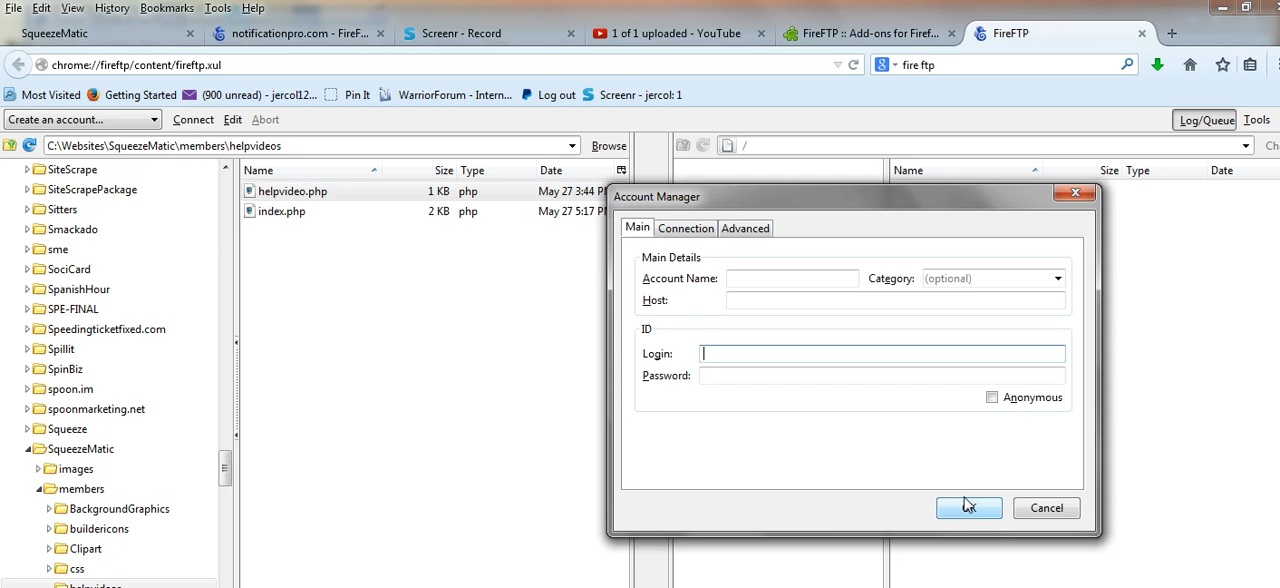 File Edit View History Bookmarks Tools Help
SqueezeMatic notificationpro.com - FireF... Screenr - Record 1 of 1 uploaded - YouTube FireFTP :: Add-ons for Firef... FireFTP
chrome://fireftp/content/fireftp.xul fire ftp
Most Visited Getting Started (900 unread) - jercol12... Pin It WarriorForum - Intern... Log out Screenr - jercol: 1
Create an account... Connect Edit Abort Log/Queue Tools
C:\Websites\SqueezeMatic\members\helpvideos Browse /
Name Size Type Date Name Size Type Date
SiteScrape
SiteScrapePackage
Sitters
Smackado
sme
SociCard
SpanishHour
SPE-FINAL
Speedingticketfixed.com
Spillit
SpinBiz
spoon.im
spoonmarketing.net
Squeeze
SqueezeMatic
images
members
BackgroundGraphics
buildericons
Clipart
css
helpvideo.php 1 KB php May 27 3:44 P
index.php 2 KB php May 27 5:17 P
Account Manager
Main Connection Advanced
Main Details
Account Name: Category: (optional)
Host:
ID
Login:
Password:
Anonymous
Cancel